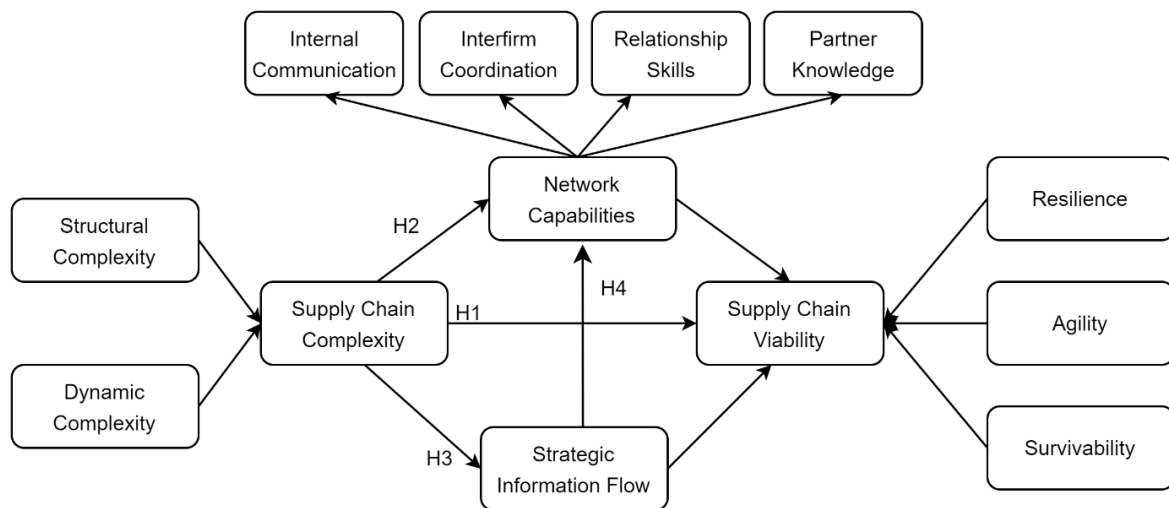 Internal
Communication
Interfirm
Coordination
Relationship
Skills
Partner
Knowledge
Network
Capabilities
Structural
Complexity
Resilience
H2
H4
Supply Chain
Complexity
H1
Supply Chain
Viability
Agility
Dynamic
Complexity
H3
Strategic
Information Flow
Survivability